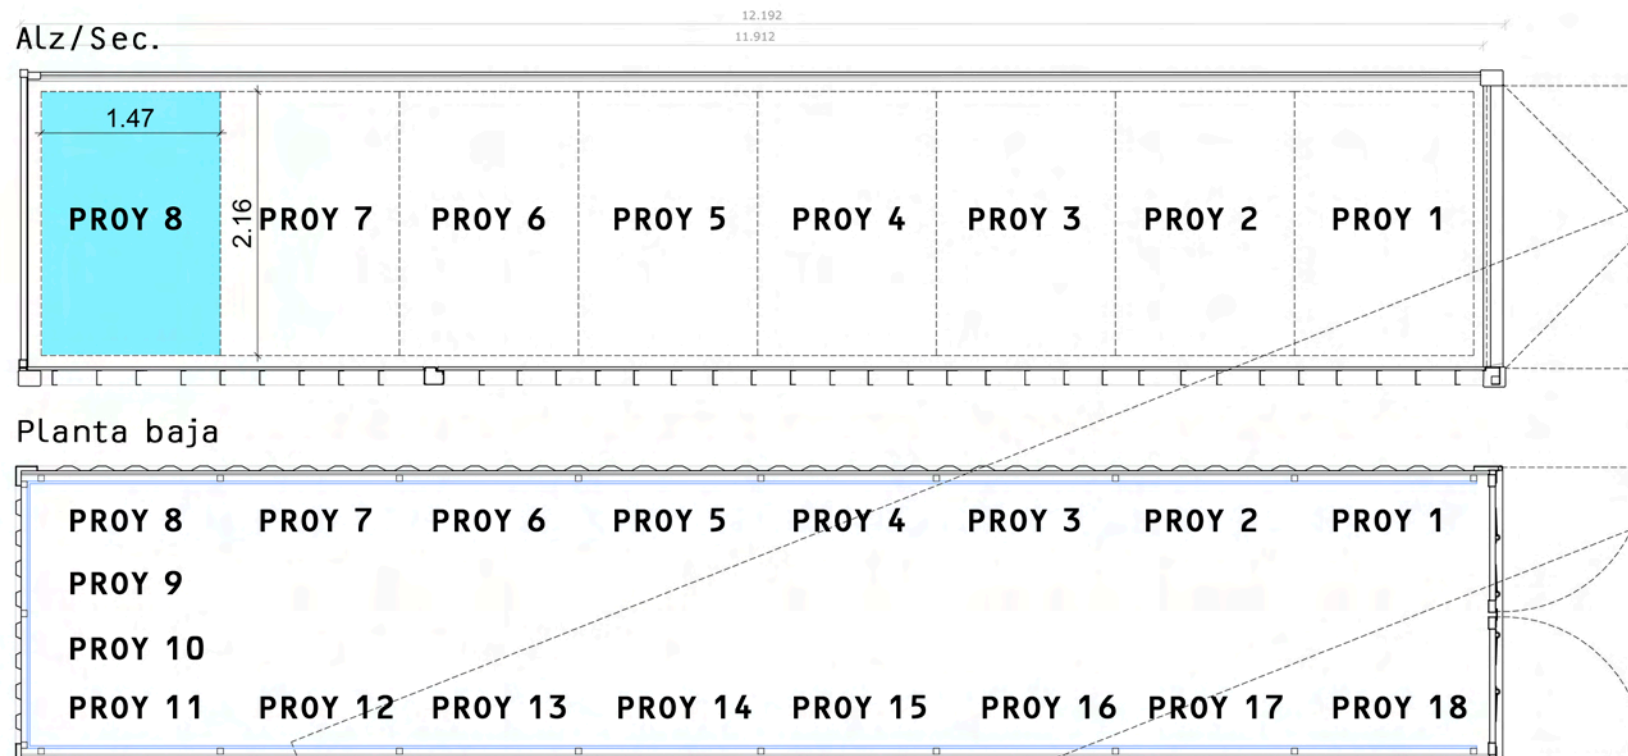 12.192
Alz/Sec.
11.912
1.47
PROY 8 2.16 PROY 7 PROY 6 PROY 5 PROY 4 PROY 3 PROY 2 PROY 1
Planta baja
PROY 8 PROY 7 PROY 6 PROY 5 PROY 4 PROY 3 PROY 2 PROY 1
PROY 9
PROY 10
PROY 11 PROY 12 PROY 13 PROY 14 PROY 15 PROY 16 PROY 17 PROY 18